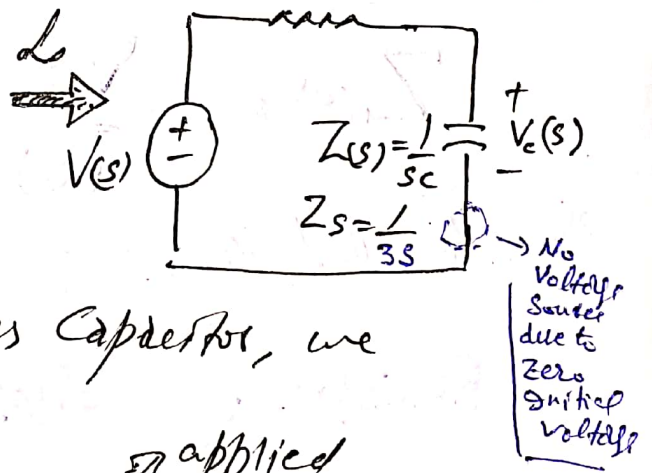 ℒ
V(s)
+
-
Z(s)=1/sc
Zs=1/3s
+
Vc(s)
-
→ No
Voltage
Source
due to
Zero
initial
voltage
s Capacitor, we
applied